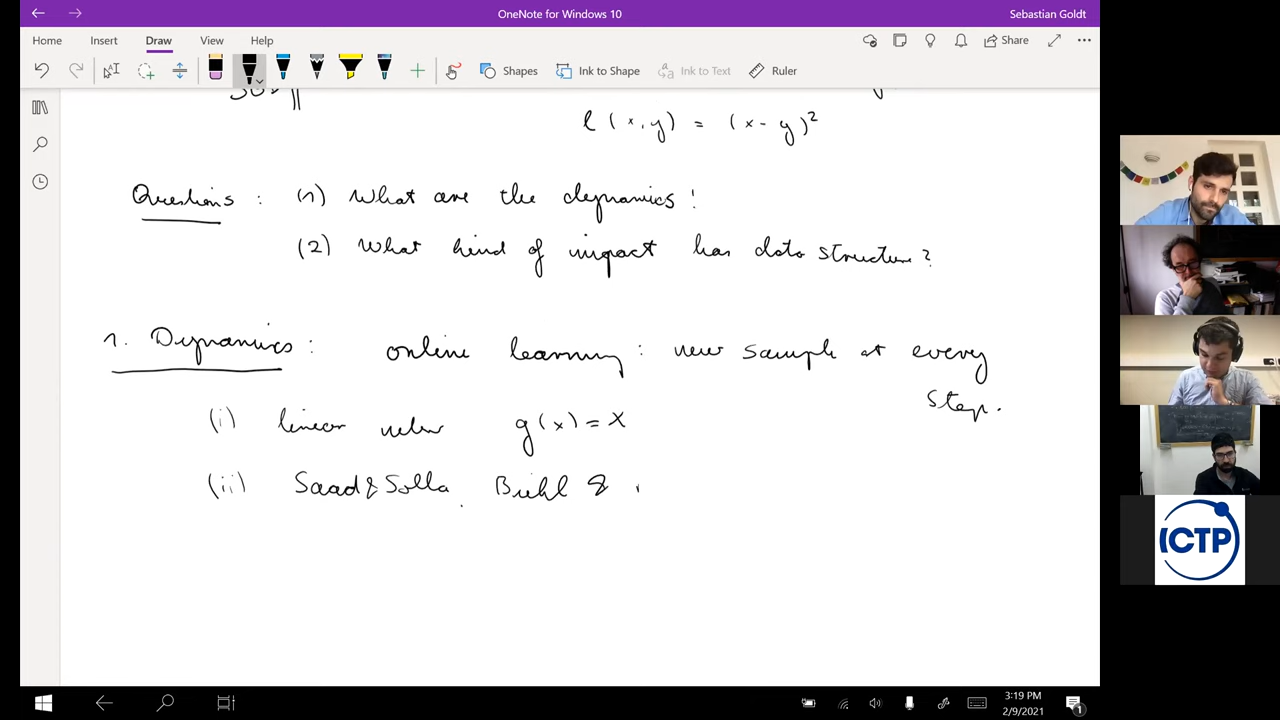 OneNote for Windows 10
Sebastian Goldt
Home Insert Draw View Help
Share
Shapes
Ink to Shape
Ink to Text
Ruler
l(x,y) = (x-y)²
Questions : (1) What are the dynamics?
(2) What kind of impact has data structure?
1. Dynamics : online learning : new sample at every
step.
(i) linear g(x) = x
(ii) Saad & Solla. Biehl &
ICTP
3:19 PM
2/9/2021
1